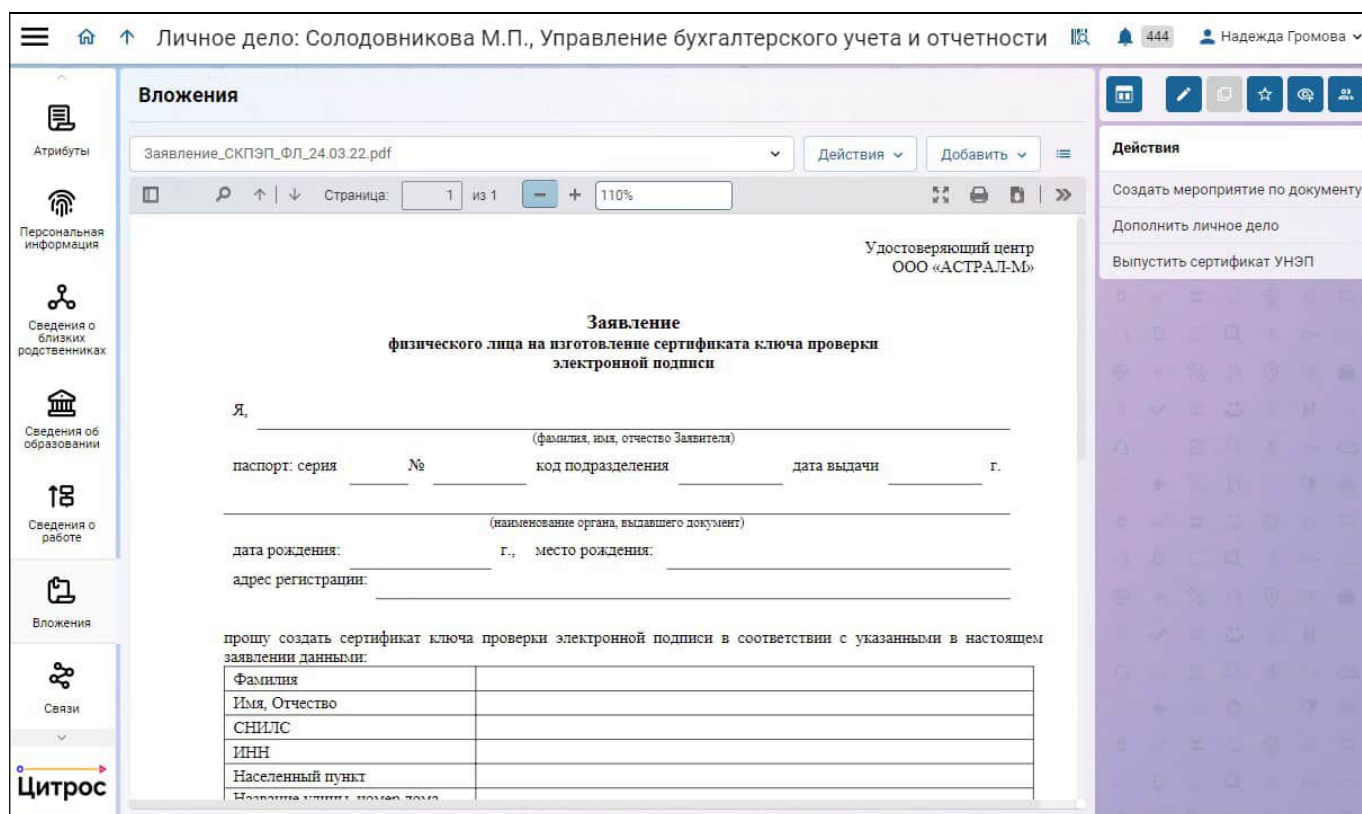 Личное дело: Солодовникова М.П., Управление бухгалтерского учета и отчетности
444
Надежда Громова
Атрибуты
Персональная
информация
Сведения о
близких
родственниках
Сведения об
образовании
Сведения о
работе
Вложения
Связи
Цитрос
Вложения
Заявление_СКПЭП_ФЛ_24.03.22.pdf
Действия
Добавить
Страница: 1 из 1
110%
Удостоверяющий центр
ООО «АСТРАЛ-М»
Заявление
физического лица на изготовление сертификата ключа проверки
электронной подписи
Я,
(фамилия, имя, отчество Заявителя)
паспорт: серия № код подразделения дата выдачи г.
(наименование органа, выдавшего документ)
дата рождения: г., место рождения:
адрес регистрации:
прошу создать сертификат ключа проверки электронной подписи в соответствии с указанными в настоящем
заявлении данными:
Фамилия
Имя, Отчество
СНИЛС
ИНН
Населенный пункт
Название улицы, номер дома
Действия
Создать мероприятие по документу
Дополнить личное дело
Выпустить сертификат УНЭП